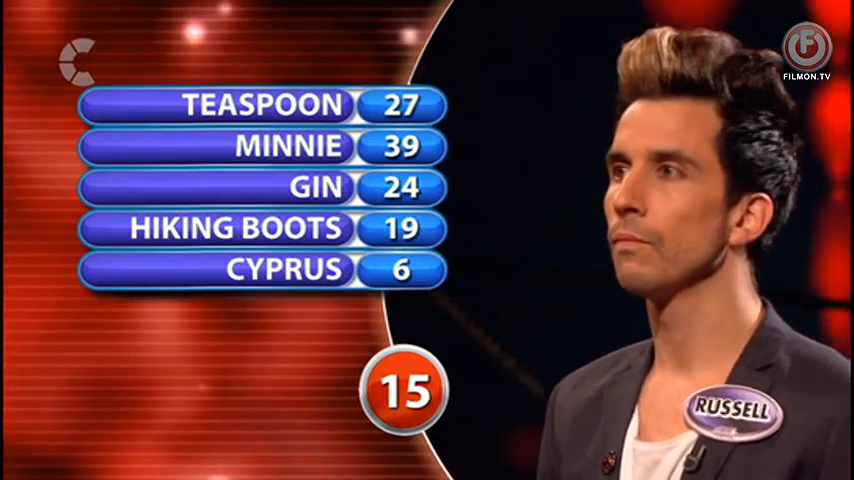 FILMON.TV
TEASPOON 27
MINNIE 39
GIN 24
HIKING BOOTS 19
CYPRUS 6
15
RUSSELL